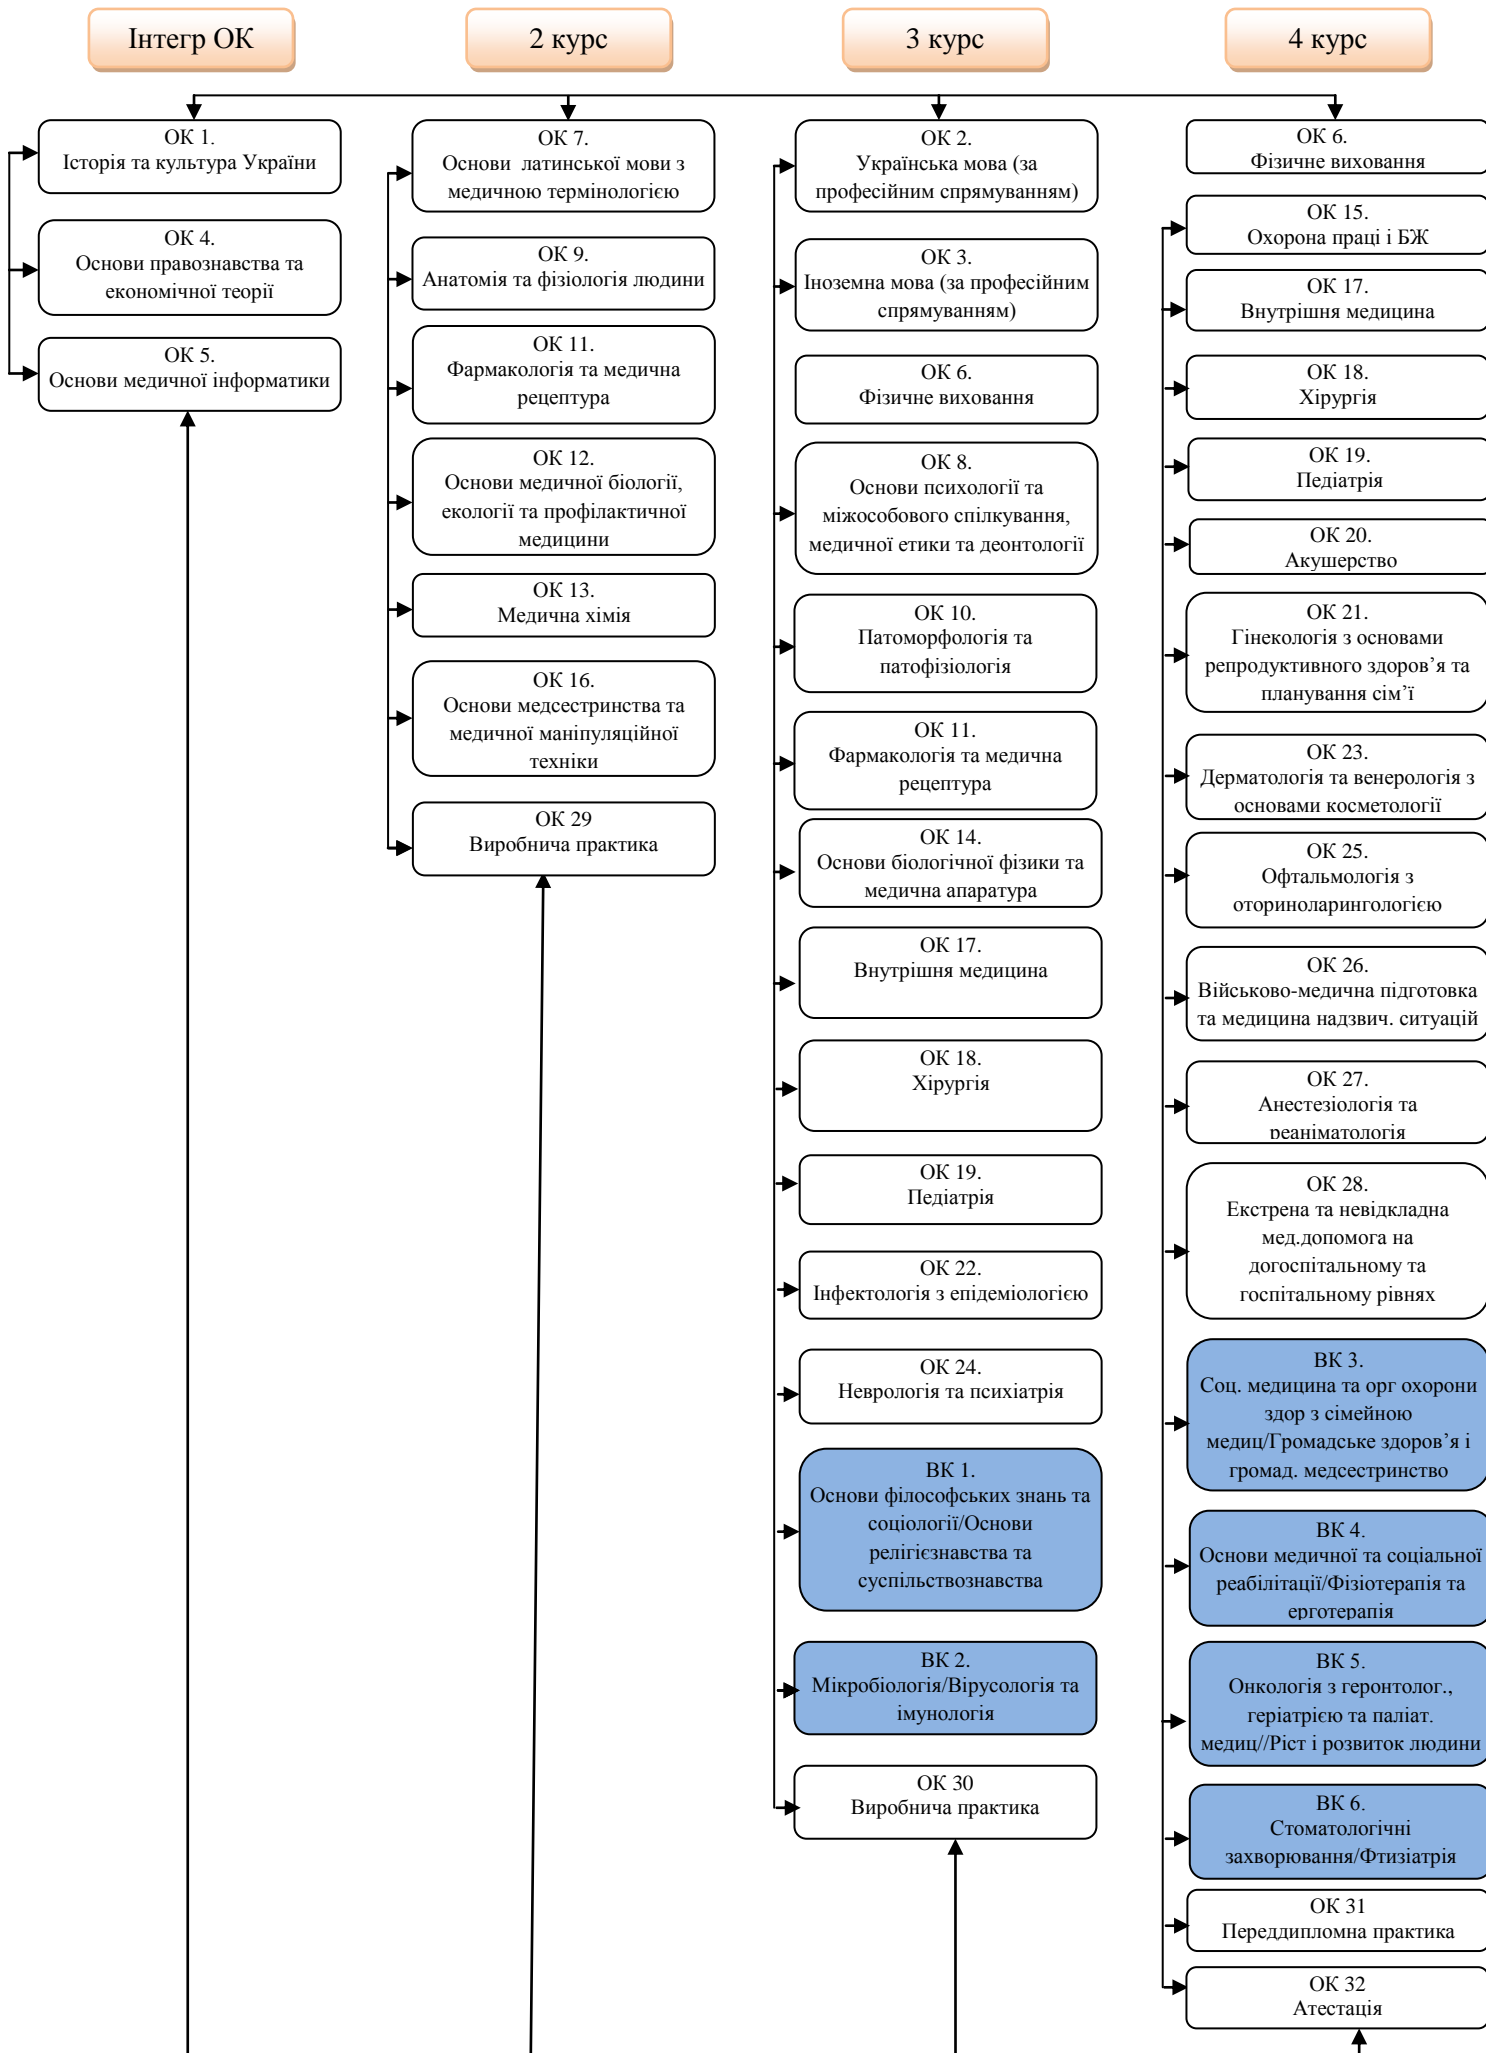 Інтегр ОК
2 курс
3 курс
4 курс
ОК 1.
Історія та культура України
ОК 4.
Основи правознавства та
економічної теорії
ОК 5.
Основи медичної інформатики
ОК 7.
Основи латинської мови з
медичною термінологією
ОК 9.
Анатомія та фізіологія людини
ОК 11.
Фармакологія та медична
рецептура
ОК 12.
Основи медичної біології,
екології та профілактичної
медицини
ОК 13.
Медична хімія
ОК 16.
Основи медсестринства та
медичної маніпуляційної
техніки
ОК 29
Виробнича практика
ОК 2.
Українська мова (за
професійним спрямуванням)
ОК 3.
Іноземна мова (за професійним
спрямуванням)
ОК 6.
Фізичне виховання
ОК 8.
Основи психології та
міжособового спілкування,
медичної етики та деонтології
ОК 10.
Патоморфологія та
патофізіологія
ОК 11.
Фармакологія та медична
рецептура
ОК 14.
Основи біологічної фізики та
медична апаратура
ОК 17.
Внутрішня медицина
ОК 18.
Хірургія
ОК 19.
Педіатрія
ОК 22.
Інфектологія з епідеміологією
ОК 24.
Неврологія та психіатрія
ВК 1.
Основи філософських знань та
соціології/Основи
релігієзнавства та
суспільствознавства
ВК 2.
Мікробіологія/Вірусологія та
імунологія
ОК 30
Виробнича практика
ОК 6.
Фізичне виховання
ОК 15.
Охорона праці і БЖ
ОК 17.
Внутрішня медицина
ОК 18.
Хірургія
ОК 19.
Педіатрія
ОК 20.
Акушерство
ОК 21.
Гінекологія з основами
репродуктивного здоров’я та
планування сім’ї
ОК 23.
Дерматологія та венерологія з
основами косметології
ОК 25.
Офтальмологія з
оториноларингологією
ОК 26.
Військово-медична підготовка
та медицина надзвич. ситуацій
ОК 27.
Анестезіологія та
реаніматологія
ОК 28.
Екстрена та невідкладна
мед.допомога на
догоспітальному та
госпітальному рівнях
ВК 3.
Соц. медицина та орг охорони
здор з сімейною
медиц/Громадське здоров’я і
громад. медсестринство
ВК 4.
Основи медичної та соціальної
реабілітації/Фізіотерапія та
ерготерапія
ВК 5.
Онкологія з геронтолог.,
геріатрією та паліат.
медиц//Ріст і розвиток людини
ВК 6.
Стоматологічні
захворювання/Фтизіатрія
ОК 31
Переддипломна практика
ОК 32
Атестація